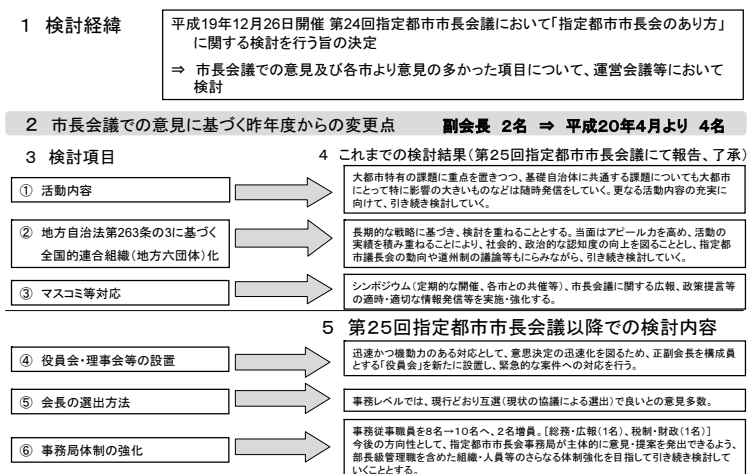 1 検討経緯
平成19年12月26日開催 第24回指定都市市長会議において「指定都市市長会のあり方」
に関する検討を行う旨の決定
⇒ 市長会議での意見及び各市より意見の多かった項目について、運営会議等において
検討
2 市長会議での意見に基づく昨年度からの変更点 副会長 2名 ⇒ 平成20年4月より 4名
3 検討項目
4 これまでの検討結果(第25回指定都市市長会議にて報告、了承)
① 活動内容
大都市特有の課題に重点を置きつつ、基礎自治体に共通する課題についても大都市
にとって特に影響の大きいものなどは随時発信をしていく。更なる活動内容の充実に
向けて、引き続き検討していく。
② 地方自治法第263条の3に基づく
全国的連合組織(地方六団体)化
長期的な戦略に基づき、検討を重ねることとする。当面はアピール力を高め、活動の
実績を積み重ねることにより、社会的、政治的な認知度の向上を図ることとし、指定都
市議長会の動向や道州制の議論等もにらみながら、引き続き検討していく。
③ マスコミ等対応
シンポジウム(定期的な開催、各市との共催等)、市長会議に関する広報、政策提言等
の適時・適切な情報発信等を実施・強化する。
5 第25回指定都市市長会議以降での検討内容
④ 役員会・理事会等の設置
迅速かつ機動力のある対応として、意思決定の迅速化を図るため、正副会長を構成員
とする「役員会」を新たに設置し、緊急的な案件への対応を行う。
⑤ 会長の選出方法
事務レベルでは、現行どおり互選(現状の協議による選出)で良いとの意見多数。
⑥ 事務局体制の強化
事務従事職員を8名→10名へ、2名増員。[総務・広報(1名)、税制・財政(1名)]
今後の方向性として、指定都市市長会事務局が主体的に意見・提案を発出できるよう、
部長級管理職を含めた組織・人員等のさらなる体制強化を目指して引き続き検討して
いくこととする。